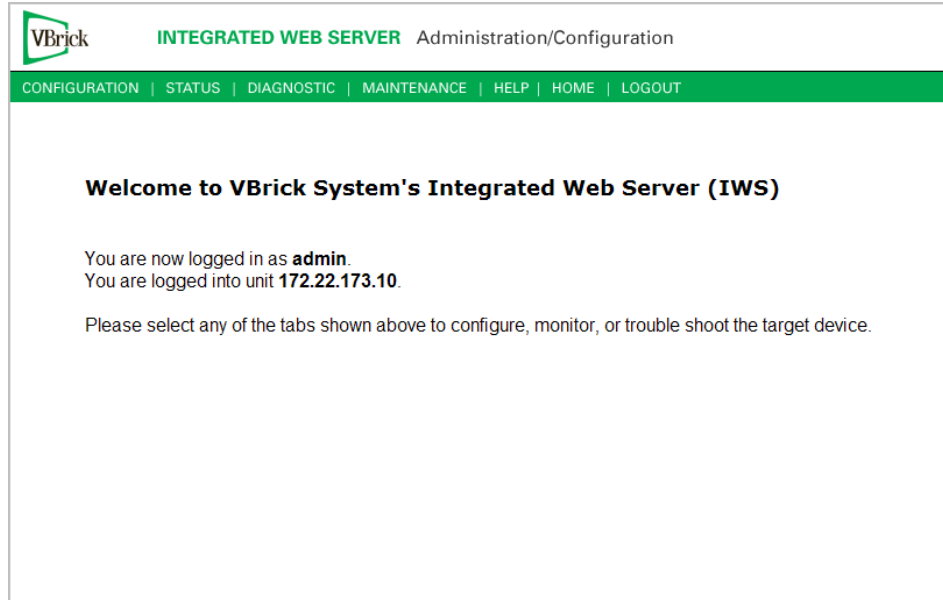 VBrick INTEGRATED WEB SERVER Administration/Configuration
CONFIGURATION | STATUS | DIAGNOSTIC | MAINTENANCE | HELP | HOME | LOGOUT
Welcome to VBrick System's Integrated Web Server (IWS)
You are now logged in as admin.
You are logged into unit 172.22.173.10.
Please select any of the tabs shown above to configure, monitor, or trouble shoot the target device.